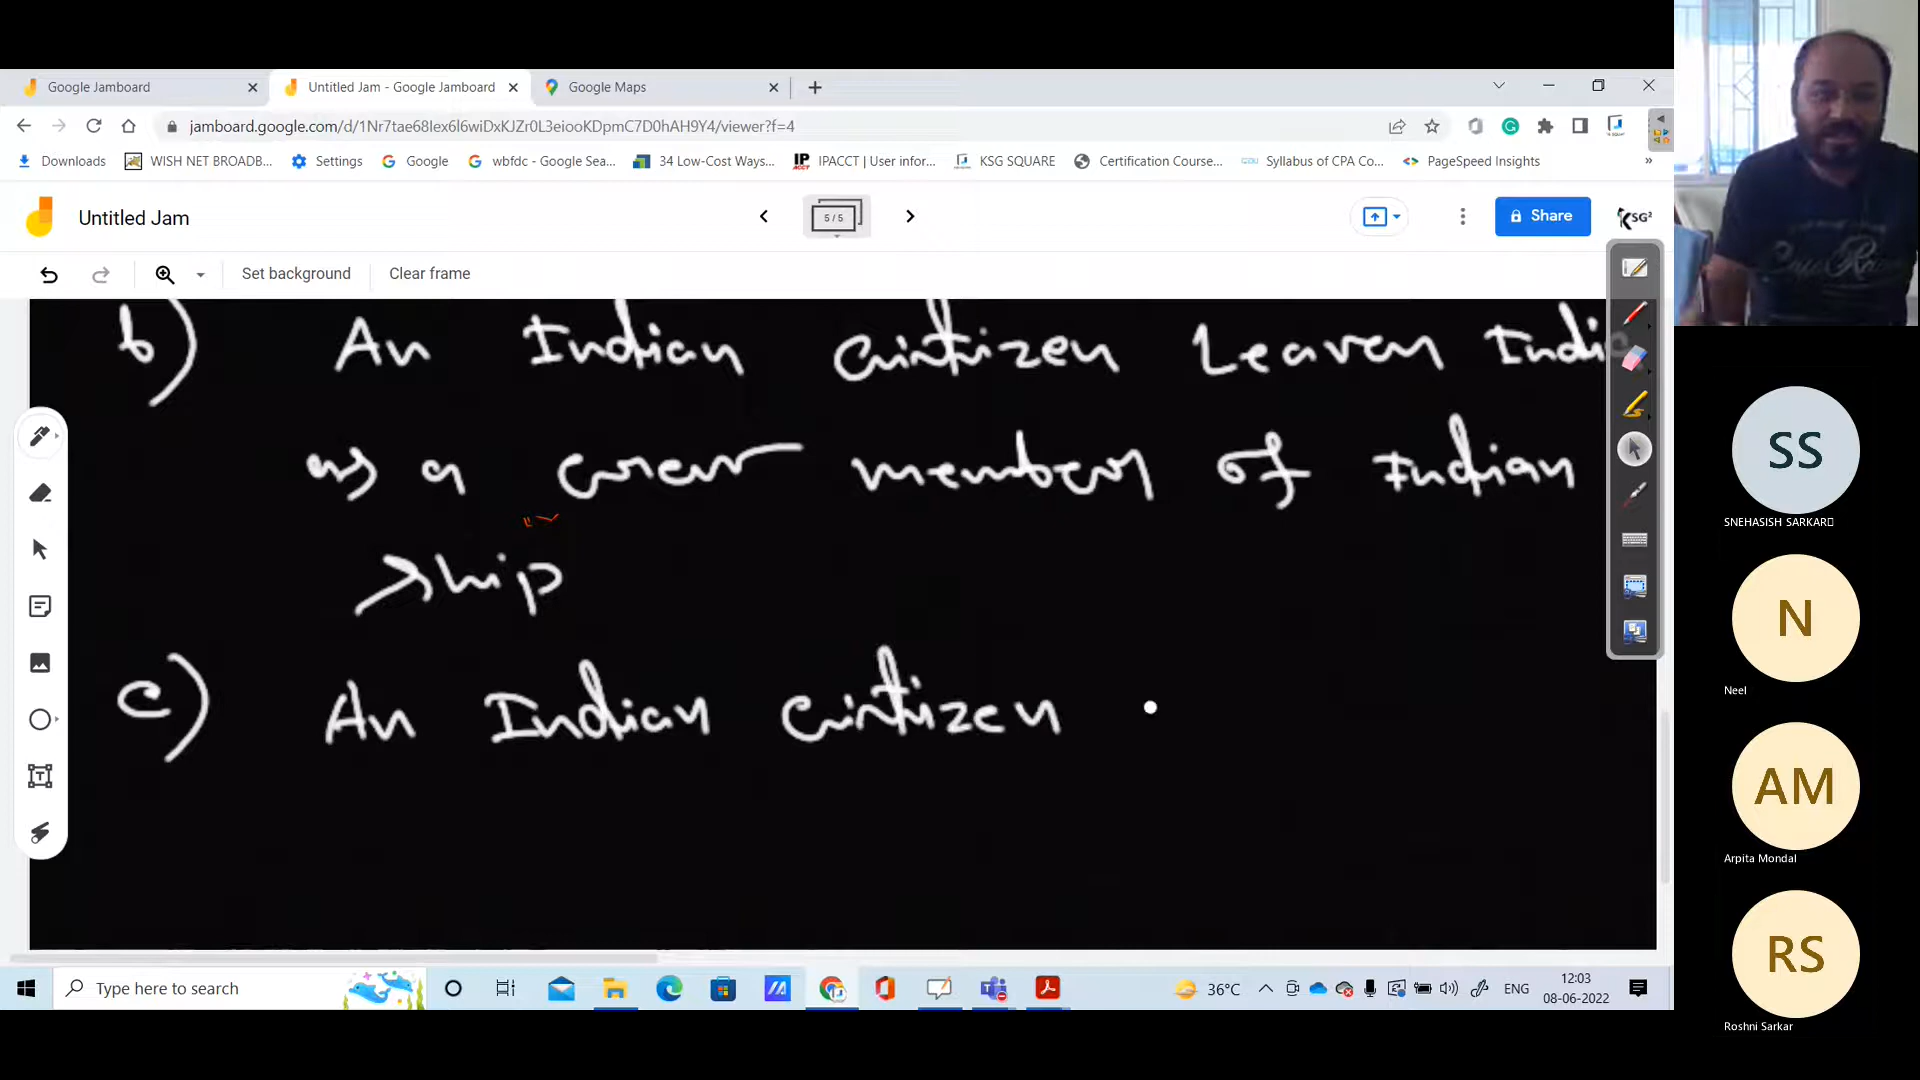 Google Jamboard
Untitled Jam - Google Jamboard
Google Maps
jamboard.google.com/d/1Nr7tae68Iex6l6wiDxKJZr0L3eiooKDpmC7D0hAH9Y4/viewer?f=4
Downloads WISH NET BROADB... Settings Google wbfdc - Google Sea... 34 Low-Cost Ways... IPACCT | User infor... KSG SQUARE Certification Course... Syllabus of CPA Co... PageSpeed Insights »
Untitled Jam
5 / 5
Share
KSG²
Set background Clear frame
b) An Indian citizen Leaves
as a crew members of Indian
ship
c) An Indian citizen
SS
SNEHASISH SARKAR
N
Neel
AM
Arpita Mondal
RS
Roshni Sarkar
Type here to search
36°C
ENG
12:03
08-06-2022